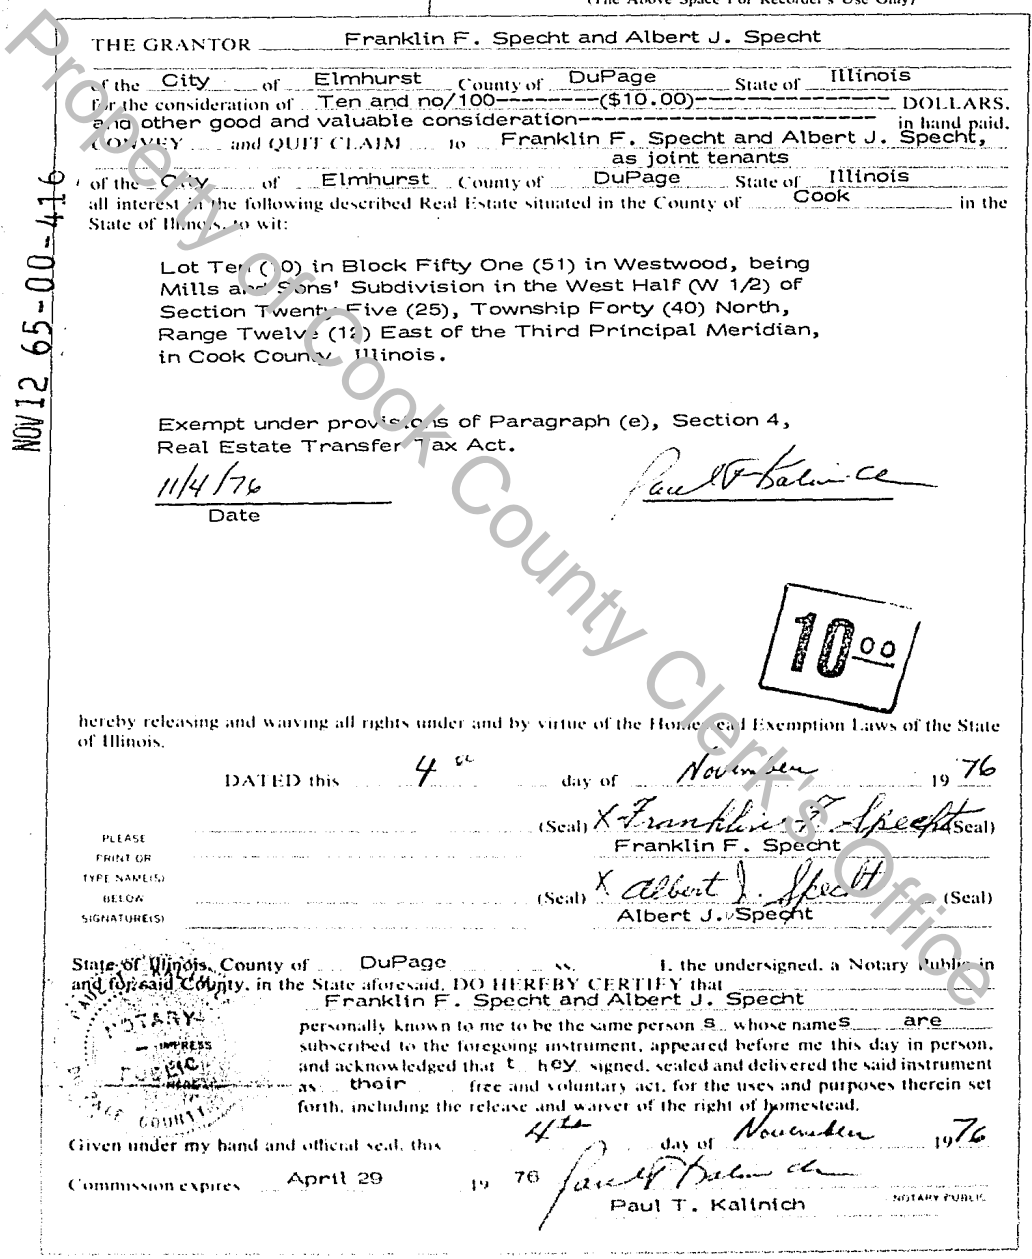 (The Above Space For Recorder's Use Only)
THE GRANTOR Franklin F. Specht and Albert J. Specht
of the City of Elmhurst County of DuPage State of Illinois
for the consideration of Ten and no/100--------($10.00)---------------- DOLLARS,
and other good and valuable consideration-------------------------- in hand paid,
CONVEY and QUIT CLAIM to Franklin F. Specht and Albert J. Specht,
as joint tenants
of the City of Elmhurst County of DuPage State of Illinois
all interest in the following described Real Estate situated in the County of Cook in the
State of Illinois, to wit:
Lot Ten (10) in Block Fifty One (51) in Westwood, being
Mills and Sons' Subdivision in the West Half (W 1/2) of
Section Twenty Five (25), Township Forty (40) North,
Range Twelve (12) East of the Third Principal Meridian,
in Cook County, Illinois.
NOV 12 65-00-416
Exempt under provisions of Paragraph (e), Section 4,
Real Estate Transfer Tax Act.
11/4/76 Paul T Kalinich
Date
10 00
hereby releasing and waiving all rights under and by virtue of the Homestead Exemption Laws of the State
of Illinois.
DATED this 4th day of November 19 76
(Seal) X Franklin F. Specht (Seal)
Franklin F. Specht
PLEASE
PRINT OR
TYPE NAME(S)
BELOW
SIGNATURE(S)
(Seal) X Albert J. Specht (Seal)
Albert J. Specht
State of Illinois, County of DuPage ss. I, the undersigned, a Notary Public in
and for said County, in the State aforesaid, DO HEREBY CERTIFY that
Franklin F. Specht and Albert J. Specht
personally known to me to be the same person s whose names are
subscribed to the foregoing instrument, appeared before me this day in person,
and acknowledged that t hey signed, sealed and delivered the said instrument
as their free and voluntary act, for the uses and purposes therein set
forth, including the release and waiver of the right of homestead.
NOTARY
IMPRESS
PUBLIC
HERE
COUNTY
Given under my hand and official seal, this 4th day of November 1976
Commission expires April 29 19 76 Paul T Kalinich
Paul T. Kalinich NOTARY PUBLIC
Property of Cook County Clerk's Office